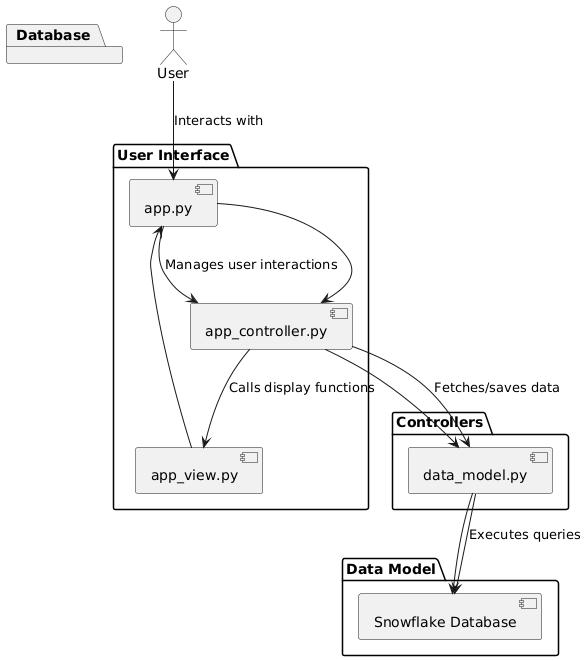 Database
User
Interacts with
User Interface
app.py
Manages user interactions
app_controller.py
Calls display functions
Fetches/saves data
Controllers
app_view.py
data_model.py
Executes queries
Data Model
Snowflake Database